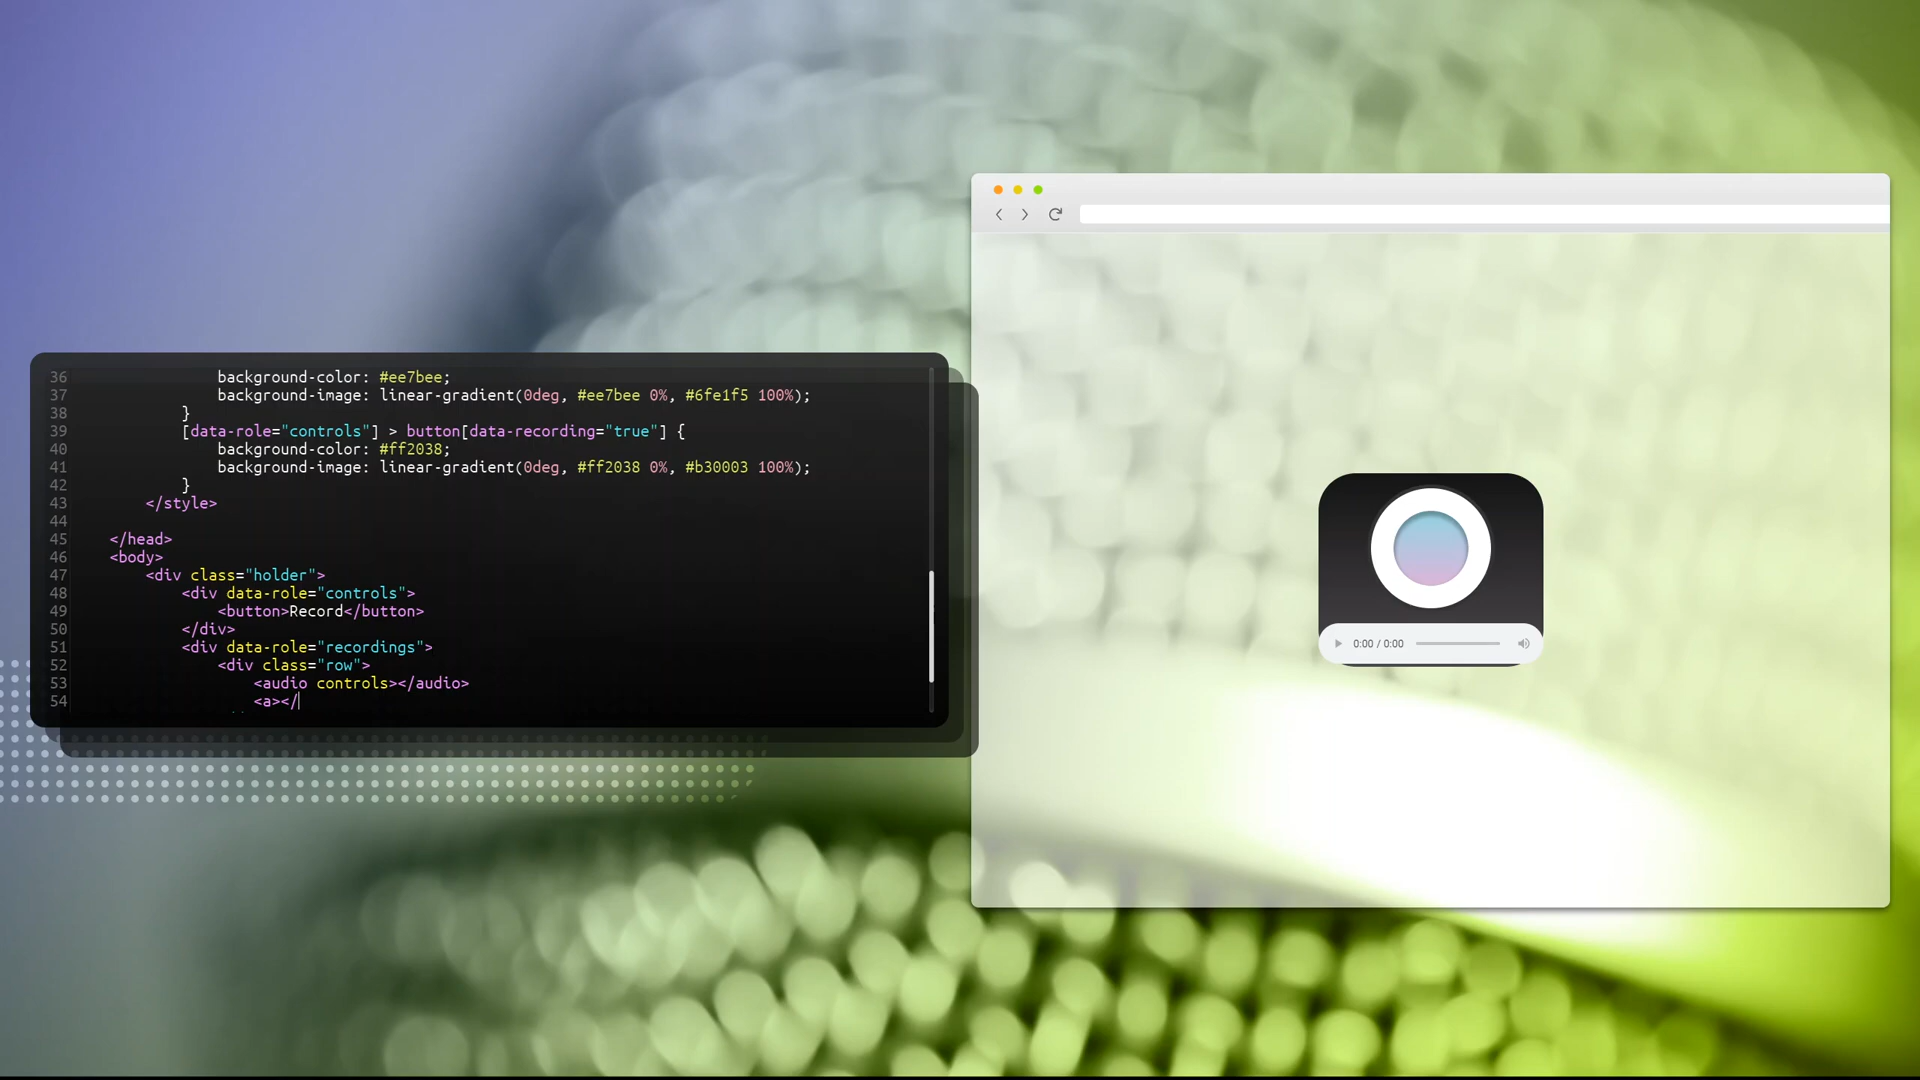 36 background-color: #ee7bee;
37 background-image: linear-gradient(0deg, #ee7bee 0%, #6fe1f5 100%);
38 }
39 [data-role="controls"] > button[data-recording="true"] {
40 background-color: #ff2038;
41 background-image: linear-gradient(0deg, #ff2038 0%, #b30003 100%);
42 }
43 </style>
44
45 </head>
46 <body>
47 <div class="holder">
48 <div data-role="controls">
49 <button>Record</button>
50 </div>
51 <div data-role="recordings">
52 <div class="row">
53 <audio controls></audio>
54 <a></
0:00 / 0:00